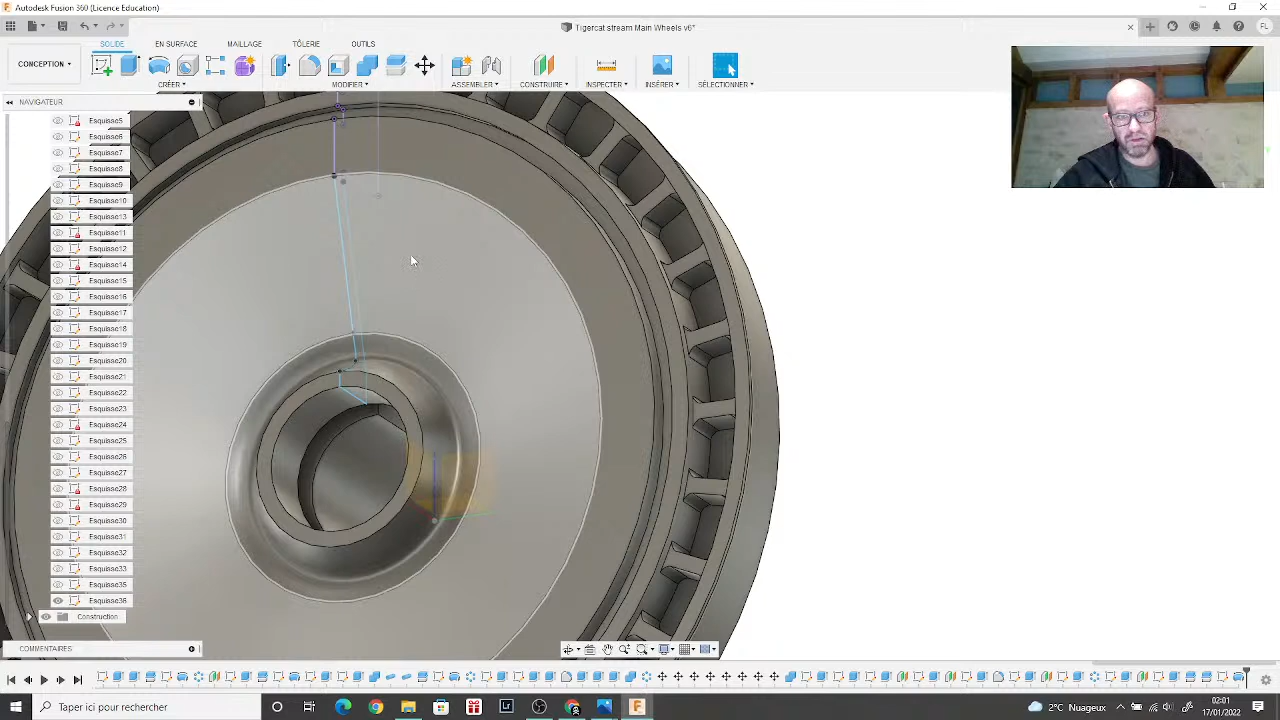 Autodesk Fusion 360 (Licence Education)
Tigercat stream Main Wheels v6*
FL
SOLIDE EN SURFACE MAILLAGE TÔLERIE OUTILS
CONCEPTION
CRÉER MODIFIER ASSEMBLER CONSTRUIRE INSPECTER INSÉRER SÉLECTIONNER
NAVIGATEUR
Esquisse5
Esquisse6
Esquisse7
Esquisse8
Esquisse9
Esquisse10
Esquisse13
Esquisse11
Esquisse12
Esquisse14
Esquisse15
Esquisse16
Esquisse17
Esquisse18
Esquisse19
Esquisse20
Esquisse21
Esquisse22
Esquisse23
Esquisse24
Esquisse25
Esquisse26
Esquisse27
Esquisse28
Esquisse29
Esquisse30
Esquisse31
Esquisse32
Esquisse33
Esquisse35
Esquisse36
Construction
COMMENTAIRES
Taper ici pour rechercher
2°C Nuageux
02:01
17/01/2022